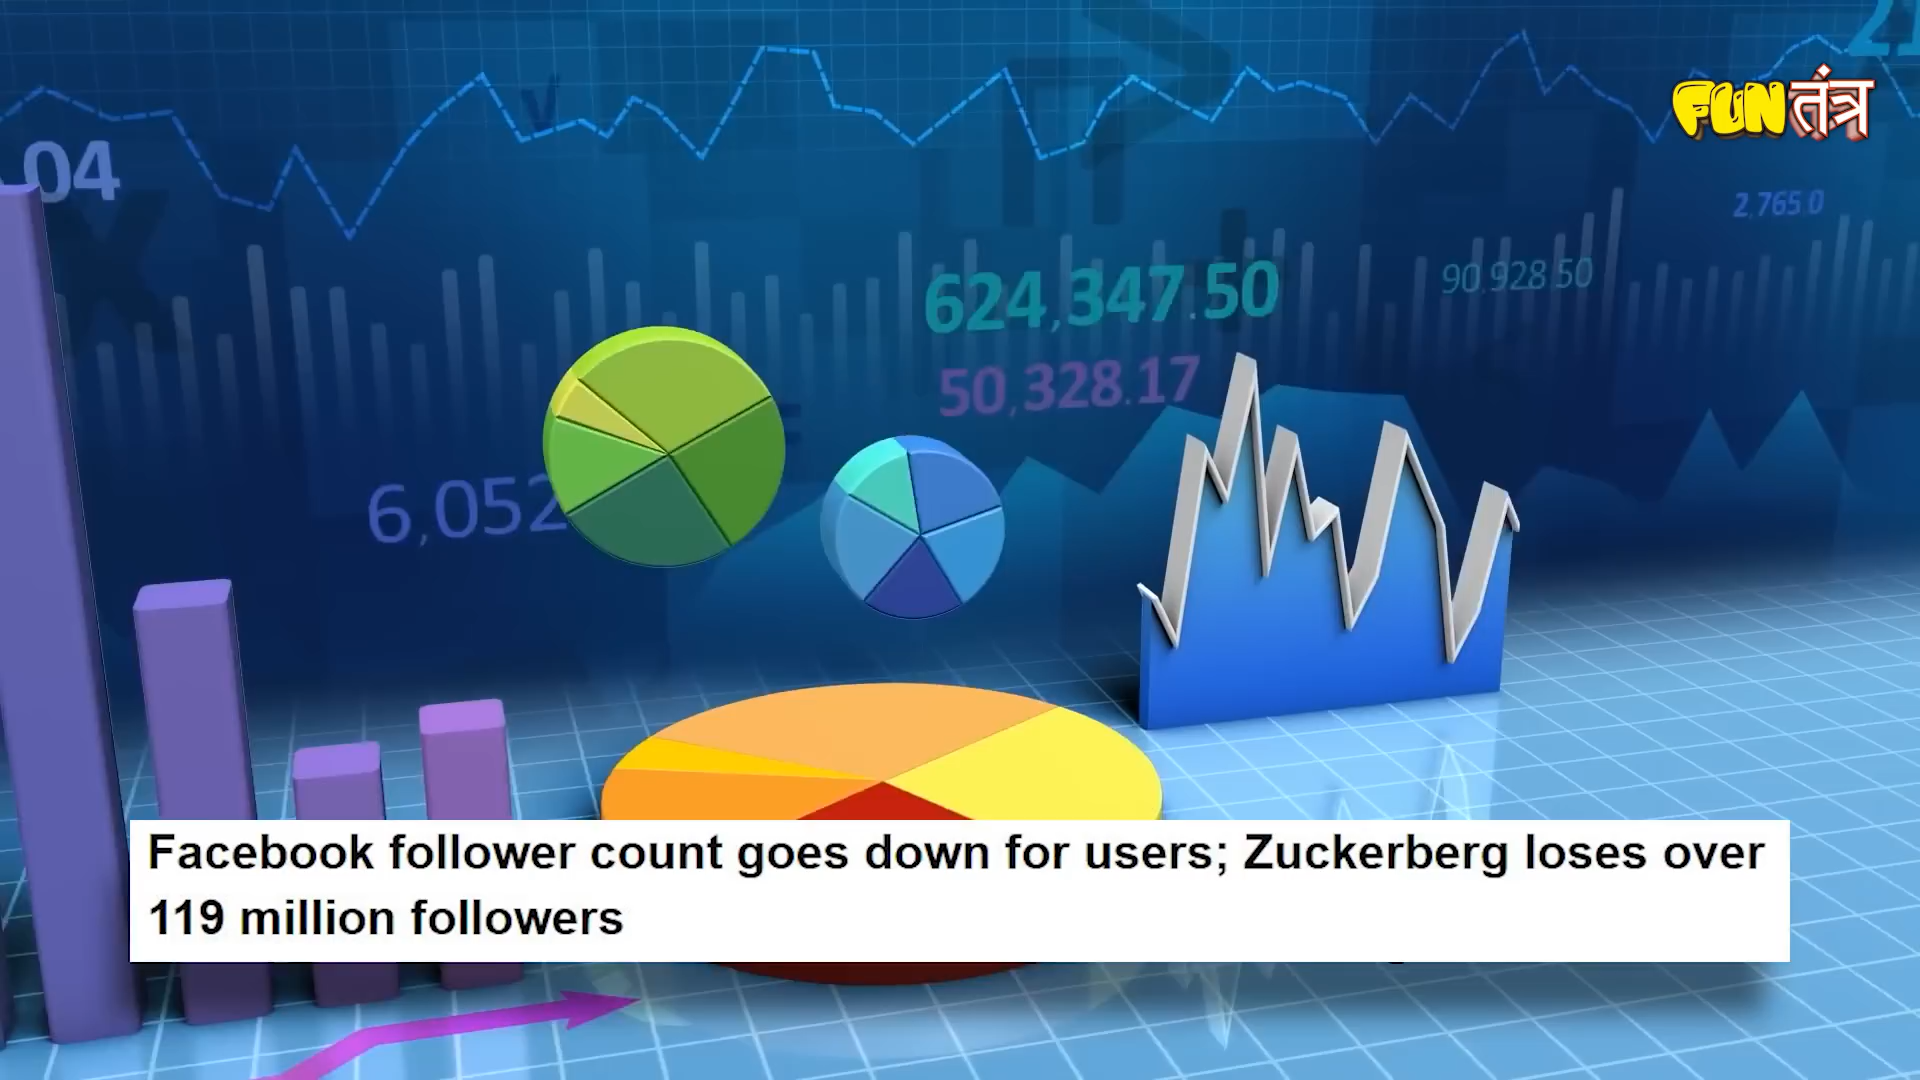 FUNतंत्र
04
2,765.0
624,347.50
90,928.50
50,328.17
6,052
Facebook follower count goes down for users; Zuckerberg loses over
119 million followers